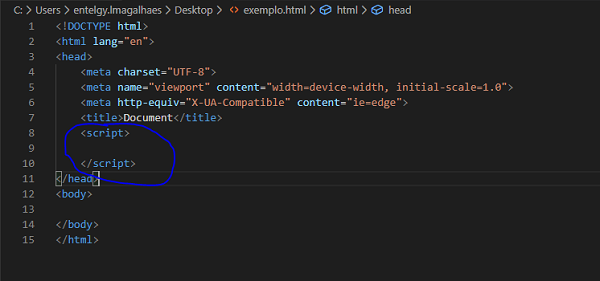 C: > Users > entelgy.lmagalhaes > Desktop > <> exemplo.html > html > head
1 <!DOCTYPE html>
2 <html lang="en">
3 <head>
4 <meta charset="UTF-8">
5 <meta name="viewport" content="width=device-width, initial-scale=1.0">
6 <meta http-equiv="X-UA-Compatible" content="ie=edge">
7 <title>Document</title>
8 <script>
9
10 </script>
11 </head>
12 <body>
13
14 </body>
15 </html>